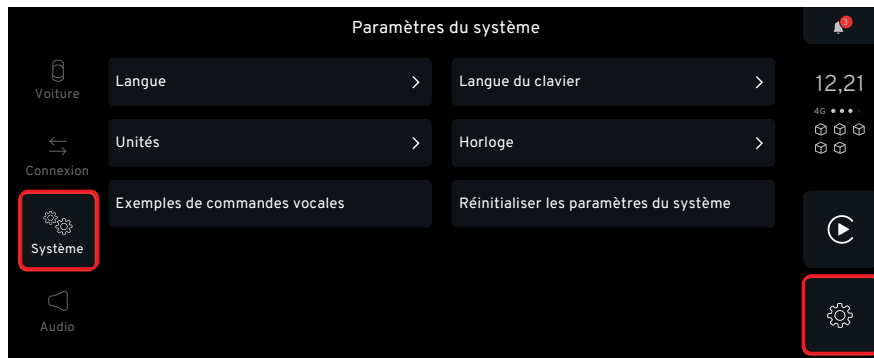 Paramètres du système
3
Voiture
Langue
Langue du clavier
12,21
4G
Connexion
Unités
Horloge
Système
Exemples de commandes vocales
Réinitialiser les paramètres du système
Audio